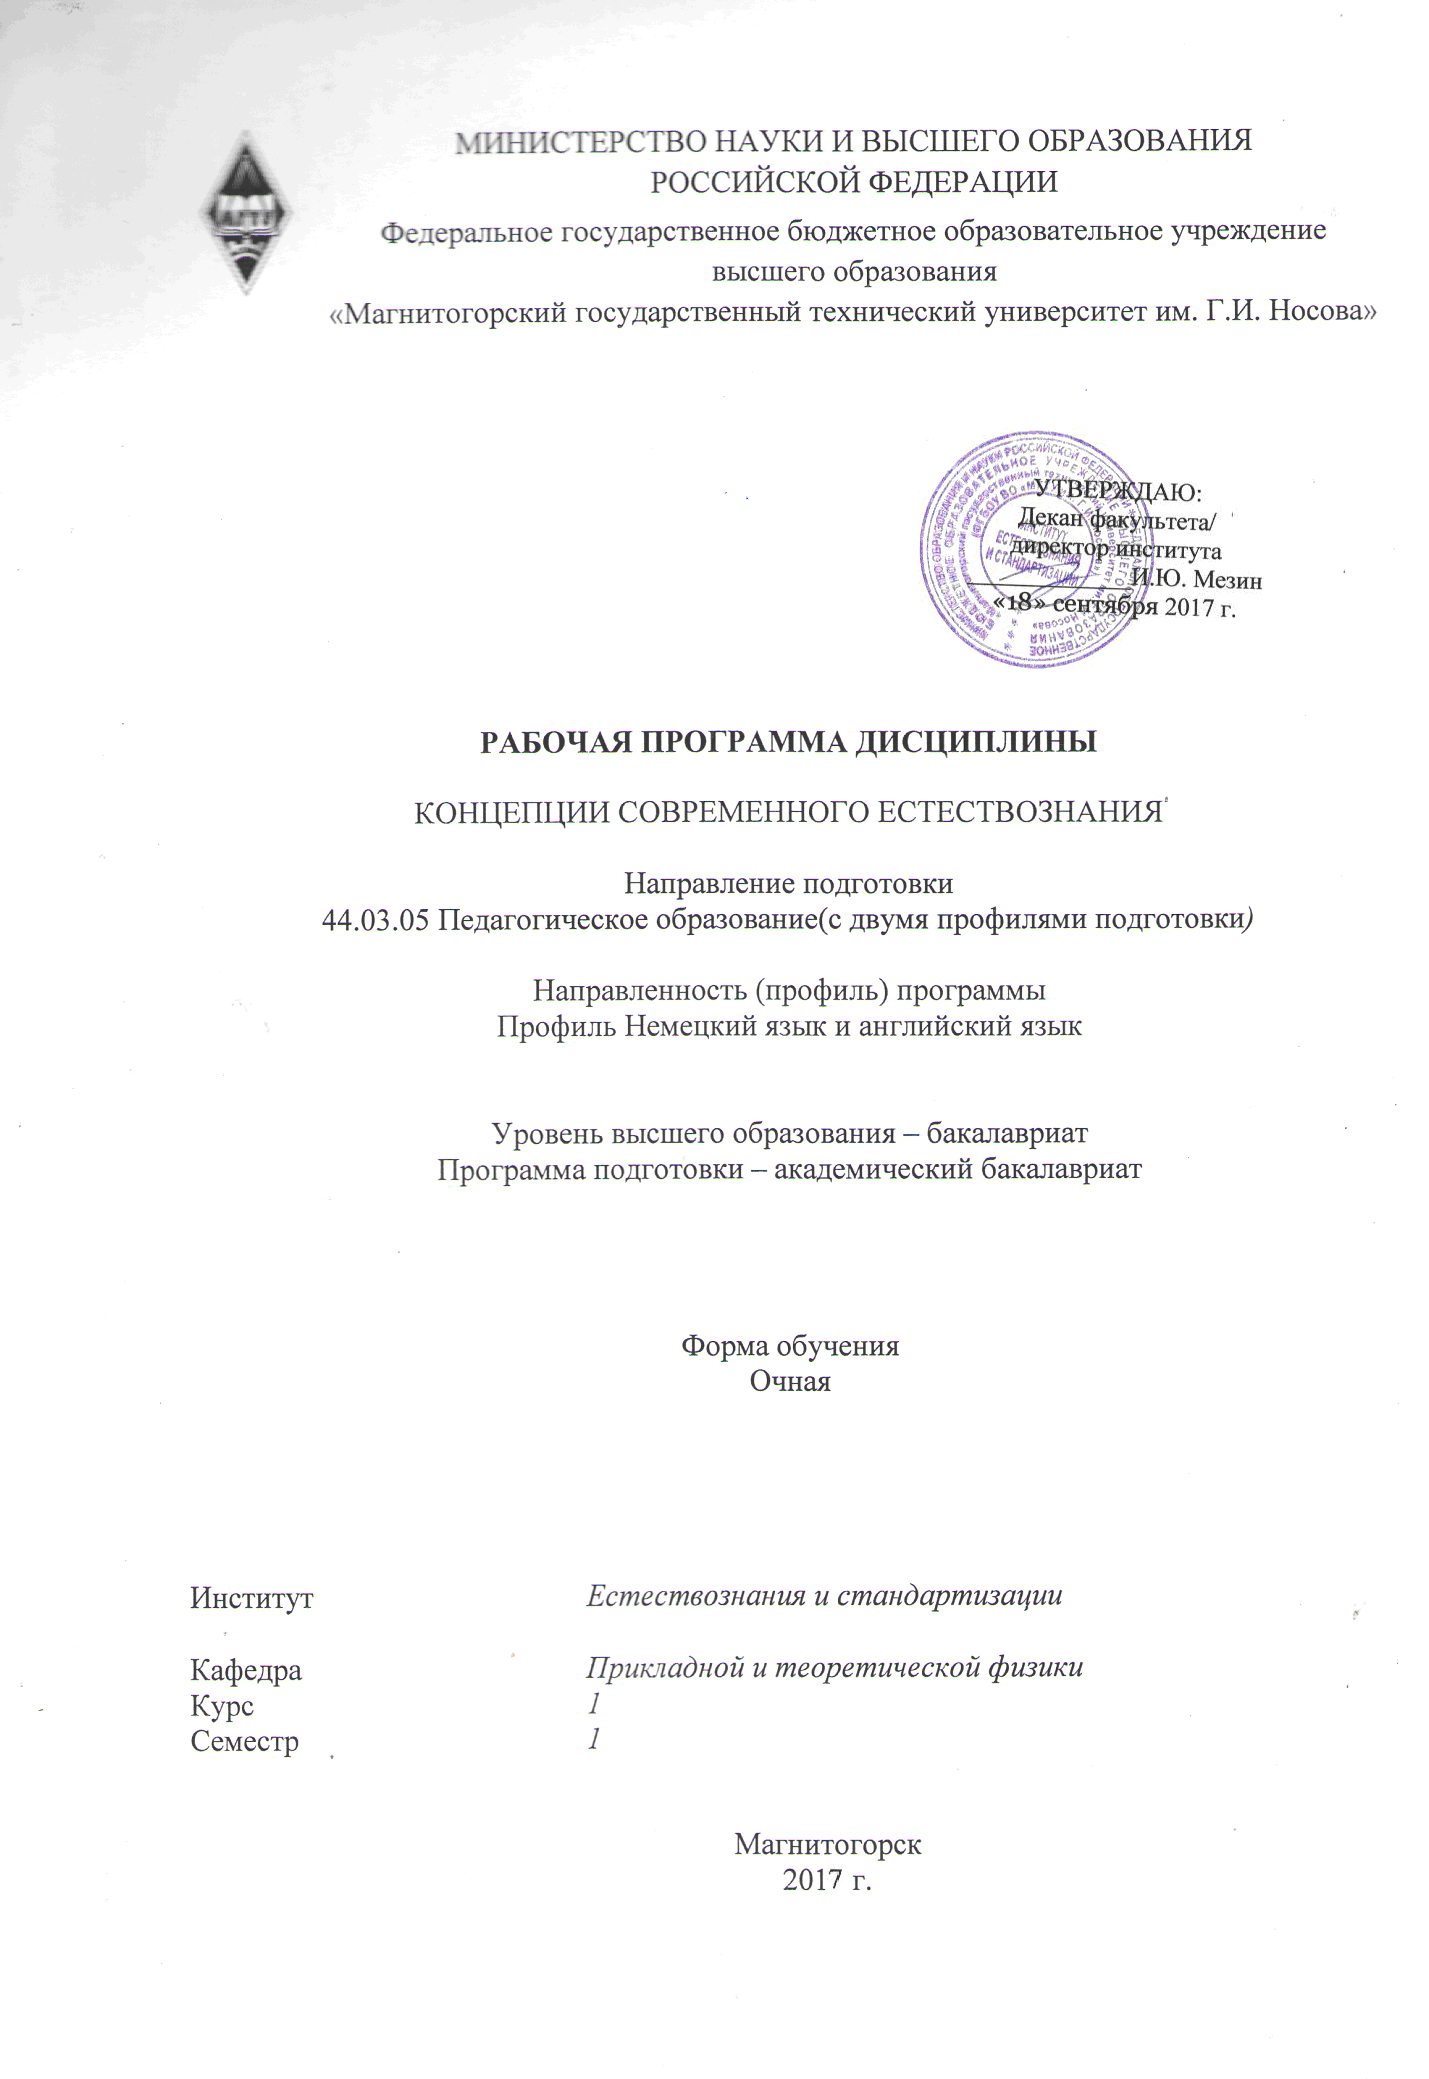 МИНИСТЕРСТВО НАУКИ И ВЫСШЕГО ОБРАЗОВАНИЯ
РОССИЙСКОЙ ФЕДЕРАЦИИ
Федеральное государственное бюджетное образовательное учреждение
высшего образования
«Магнитогорский государственный технический университет им. Г.И. Носова»
УТВЕРЖДАЮ:
Декан факультета/
директор института
И.Ю. Мезин
«18» сентября 2017 г.
ИНСТИТУТ
ЕСТЕСТВОЗНАНИЯ
И СТАНДАРТИЗАЦИИ
РАБОЧАЯ ПРОГРАММА ДИСЦИПЛИНЫ
КОНЦЕПЦИИ СОВРЕМЕННОГО ЕСТЕСТВОЗНАНИЯ
Направление подготовки
44.03.05 Педагогическое образование(с двумя профилями подготовки)
Направленность (профиль) программы
Профиль Немецкий язык и английский язык
Уровень высшего образования – бакалавриат
Программа подготовки – академический бакалавриат
Форма обучения
Очная
Институт Естествознания и стандартизации
Кафедра Прикладной и теоретической физики
Курс 1
Семестр 1
Магнитогорск
2017 г.